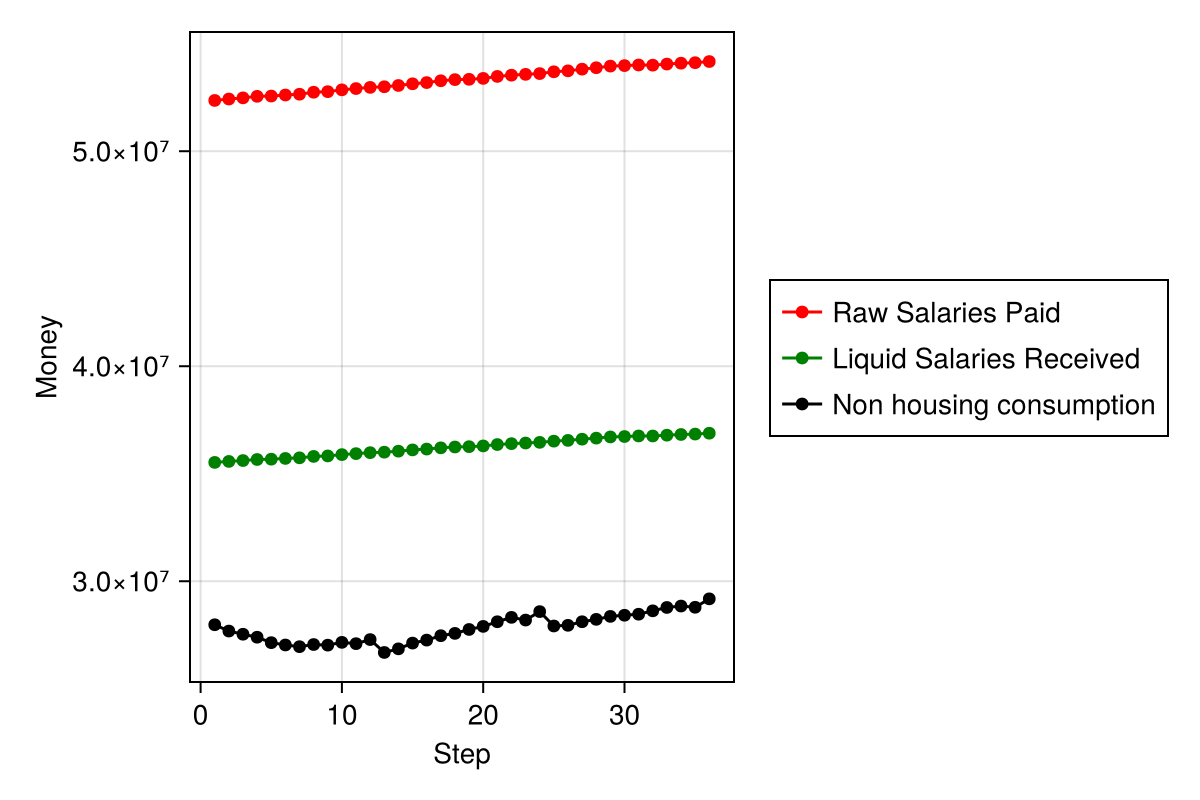 5.0×10⁷
4.0×10⁷
3.0×10⁷
Money
0 10 20 30
Step
Raw Salaries Paid
Liquid Salaries Received
Non housing consumption